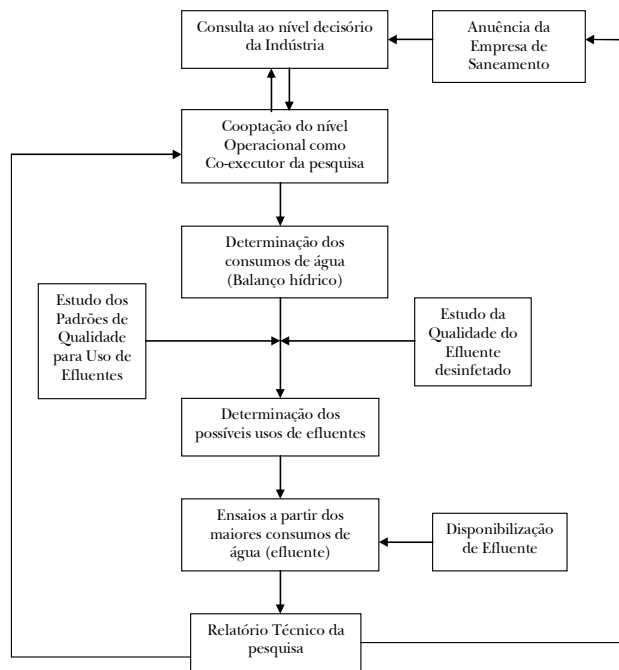 Consulta ao nível decisório
da Indústria
Anuência da
Empresa de
Saneamento
Cooptação do nível
Operacional como
Co-executor da pesquisa
Determinação dos
consumos de água
(Balanço hídrico)
Estudo dos
Padrões de
Qualidade
para Uso de
Efluentes
Estudo da
Qualidade do
Efluente
desinfetado
Determinação dos
possíveis usos de efluentes
Ensaios a partir dos
maiores consumos de
água (efluente)
Disponibilização
de Efluente
Relatório Técnico da
pesquisa